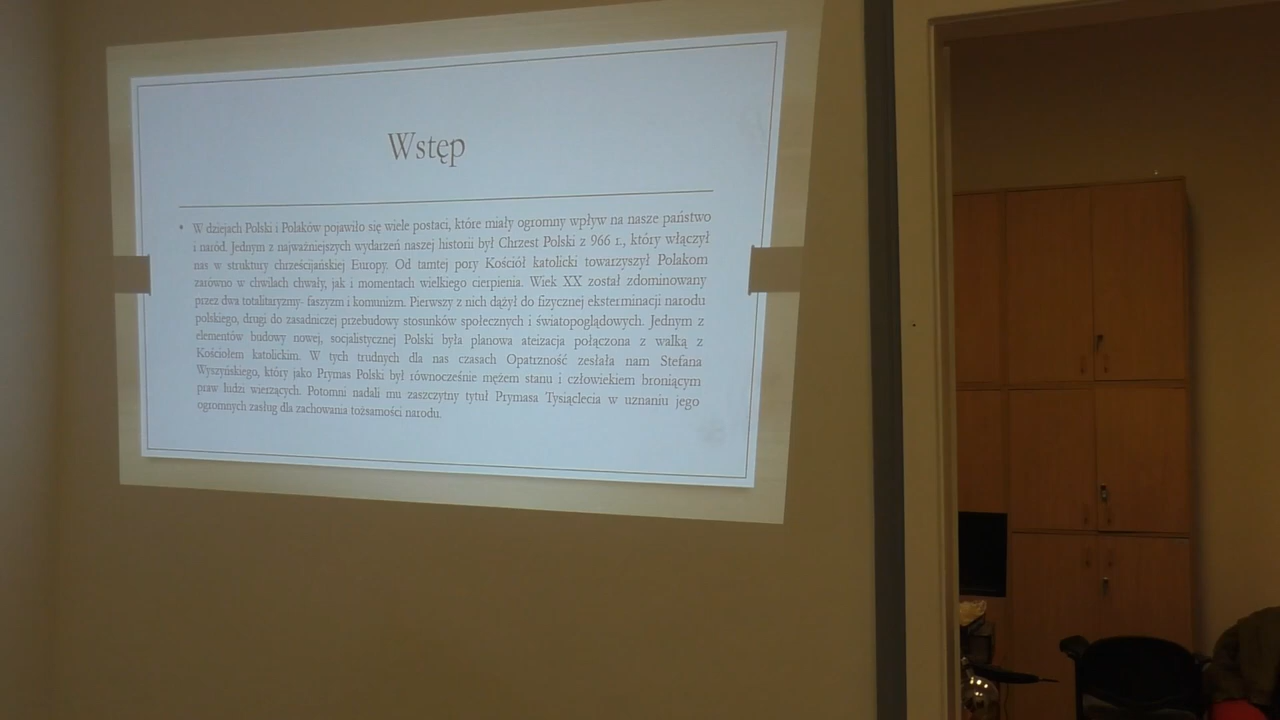 Wstęp
• W dziejach Polski i Polaków pojawiło się wiele postaci, które miały ogromny wpływ na nasze państwo
i naród. Jednym z najważniejszych wydarzeń naszej historii był Chrzest Polski z 966 r., który włączył
nas w struktury chrześcijańskiej Europy. Od tamtej pory Kościół katolicki towarzyszył Polakom
zarówno w chwilach chwały, jak i momentach wielkiego cierpienia. Wiek XX został zdominowany
przez dwa totalitaryzmy- faszyzm i komunizm. Pierwszy z nich dążył do fizycznej eksterminacji narodu
polskiego, drugi do zasadniczej przebudowy stosunków społecznych i światopoglądowych. Jednym z
elementów budowy nowej, socjalistycznej Polski była planowa ateizacja połączona z walką z
Kościołem katolickim. W tych trudnych dla nas czasach Opatrzność zesłała nam Stefana
Wyszyńskiego, który jako Prymas Polski był równocześnie mężem stanu i człowiekiem broniącym
praw ludzi wierzących. Potomni nadali mu zaszczytny tytuł Prymasa Tysiąclecia w uznaniu jego
ogromnych zasług dla zachowania tożsamości narodu.